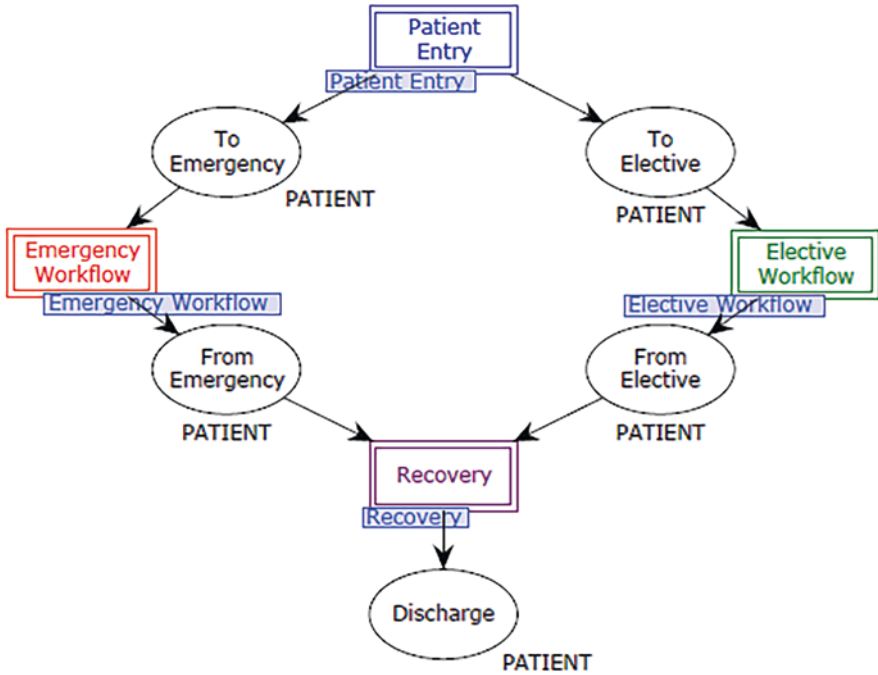 Patient
Entry
Patient Entry
To
Emergency
PATIENT
To
Elective
PATIENT
Emergency
Workflow
Emergency Workflow
Elective
Workflow
Elective Workflow
From
Emergency
PATIENT
From
Elective
PATIENT
Recovery
Recovery
Discharge
PATIENT